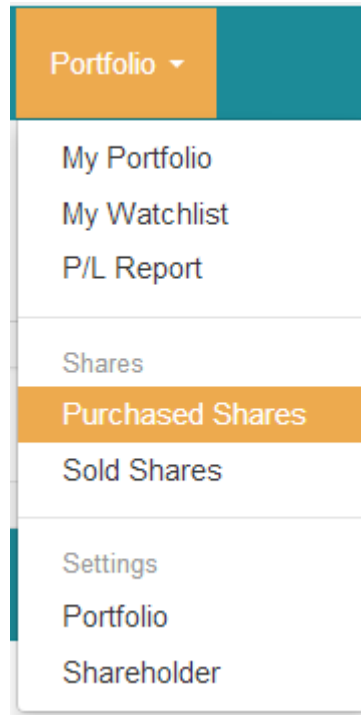 Portfolio
My Portfolio
My Watchlist
P/L Report
Shares
Purchased Shares
Sold Shares
Settings
Portfolio
Shareholder